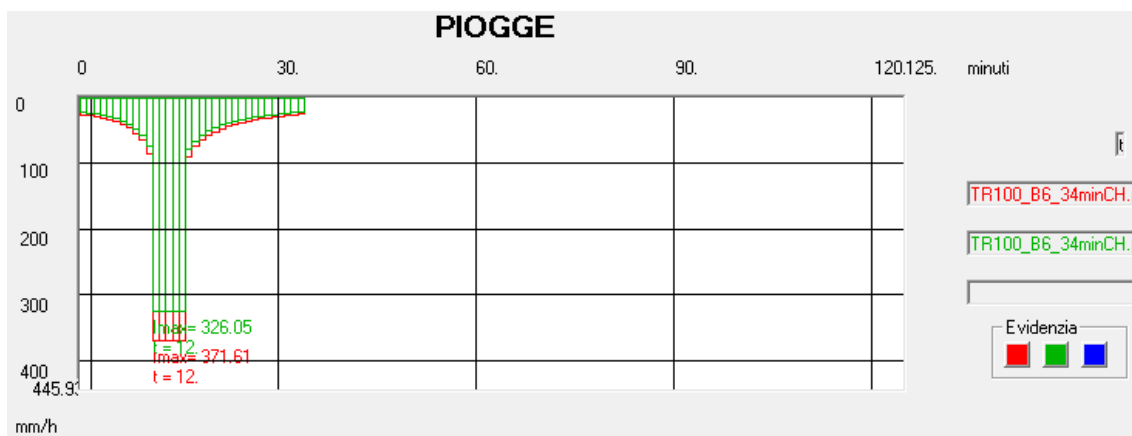 PIOGGE
0 30. 60. 90. 120.125. minuti
0
100
200
300
400
445.93
mm/h
Imax= 326.05
t = 12.
Imax= 371.61
t = 12.
t
TR100_B6_34minCH.
TR100_B6_34minCH.
Evidenzia